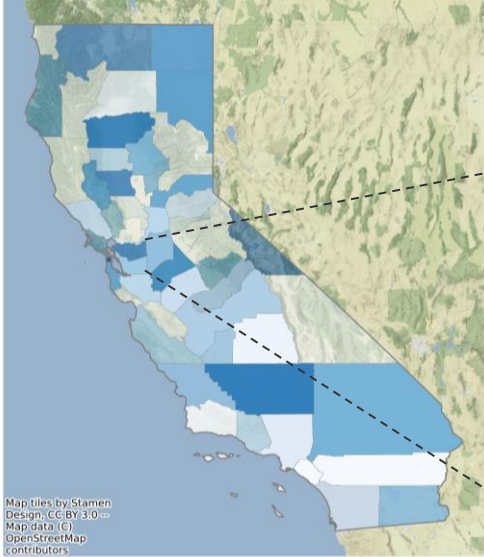 Map tiles by Stamen
Design, CC BY 3.0 --
Map data (C)
OpenStreetMap
contributors